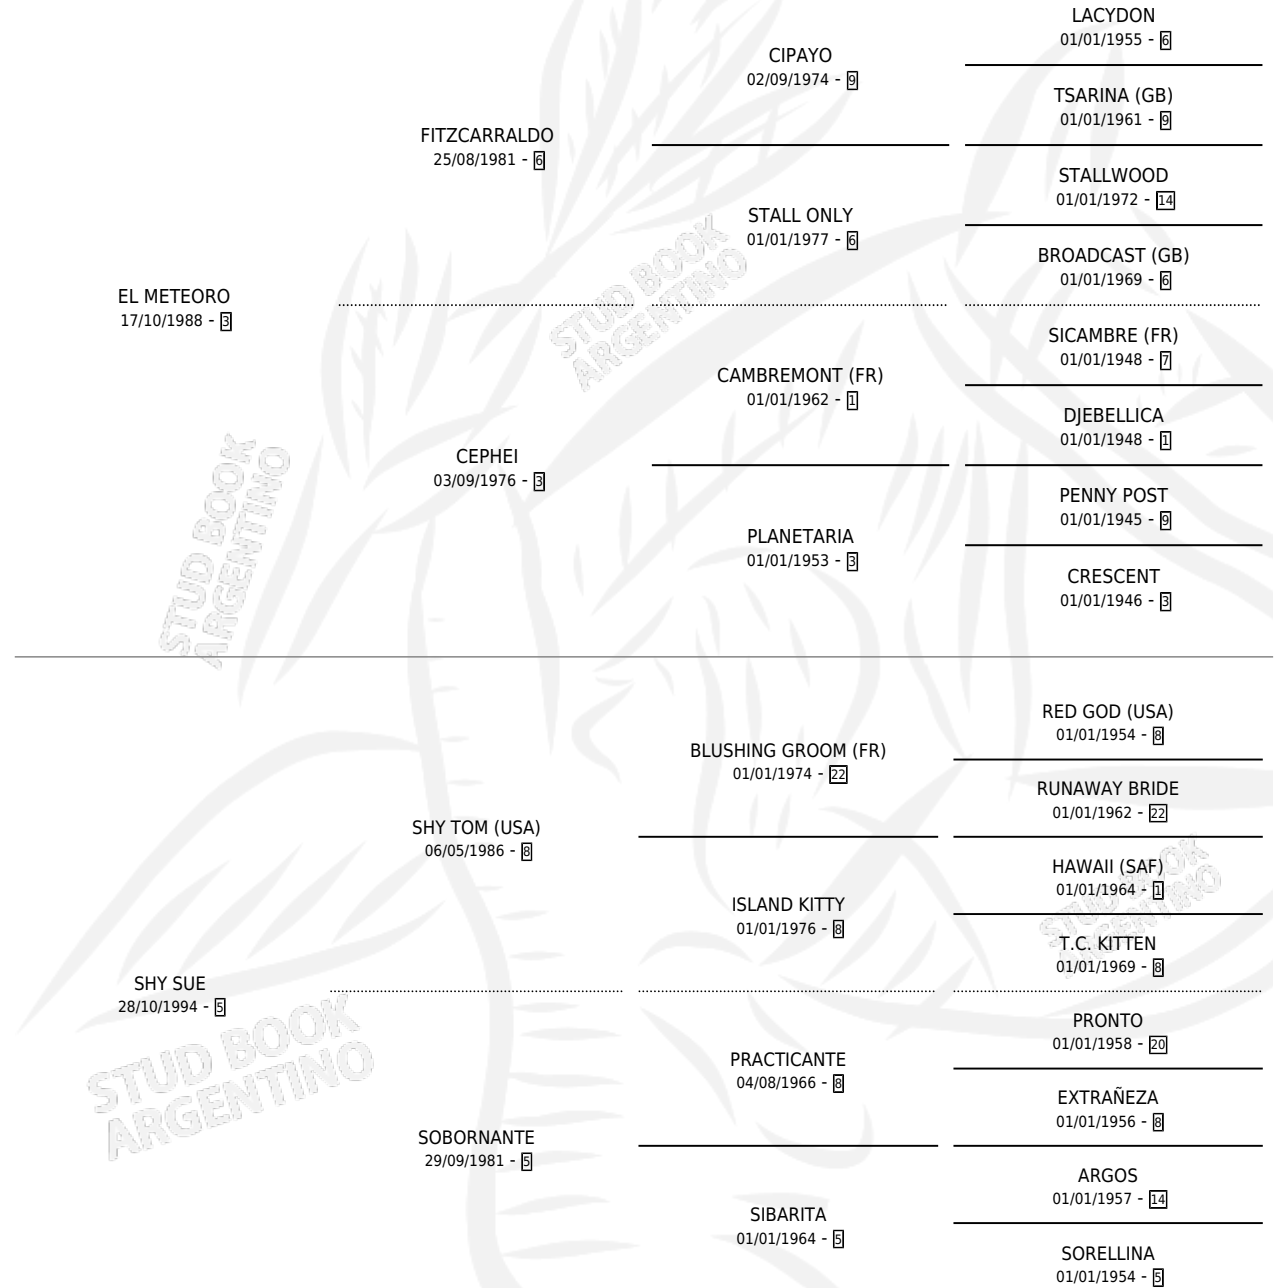 LACYDON
01/01/1955 - 6
CIPAYO
02/09/1974 - 9
TSARINA (GB)
01/01/1961 - 9
FITZCARRALDO
25/08/1981 - 6
STALLWOOD
01/01/1972 - 14
STALL ONLY
01/01/1977 - 6
BROADCAST (GB)
01/01/1969 - 6
EL METEORO
17/10/1988 - 3
SICAMBRE (FR)
01/01/1948 - 7
CAMBREMONT (FR)
01/01/1962 - 1
DJEBELLICA
01/01/1948 - 1
CEPHEI
03/09/1976 - 3
PENNY POST
01/01/1945 - 9
PLANETARIA
01/01/1953 - 3
CRESCENT
01/01/1946 - 3
STUD BOOK
ARGENTINO
STUD BOOK
ARGENTINO
RED GOD (USA)
01/01/1954 - 8
BLUSHING GROOM (FR)
01/01/1974 - 22
RUNAWAY BRIDE
01/01/1962 - 22
SHY TOM (USA)
06/05/1986 - 8
HAWAII (SAF)
01/01/1964 - 1
ISLAND KITTY
01/01/1976 - 8
T.C. KITTEN
01/01/1969 - 8
SHY SUE
28/10/1994 - 5
PRONTO
01/01/1958 - 20
PRACTICANTE
04/08/1966 - 8
EXTRAÑEZA
01/01/1956 - 8
SOBORNANTE
29/09/1981 - 5
ARGOS
01/01/1957 - 14
SIBARITA
01/01/1964 - 5
SORELLINA
01/01/1954 - 5
STUD BOOK
ARGENTINO
STUD BOOK
ARGENTINO